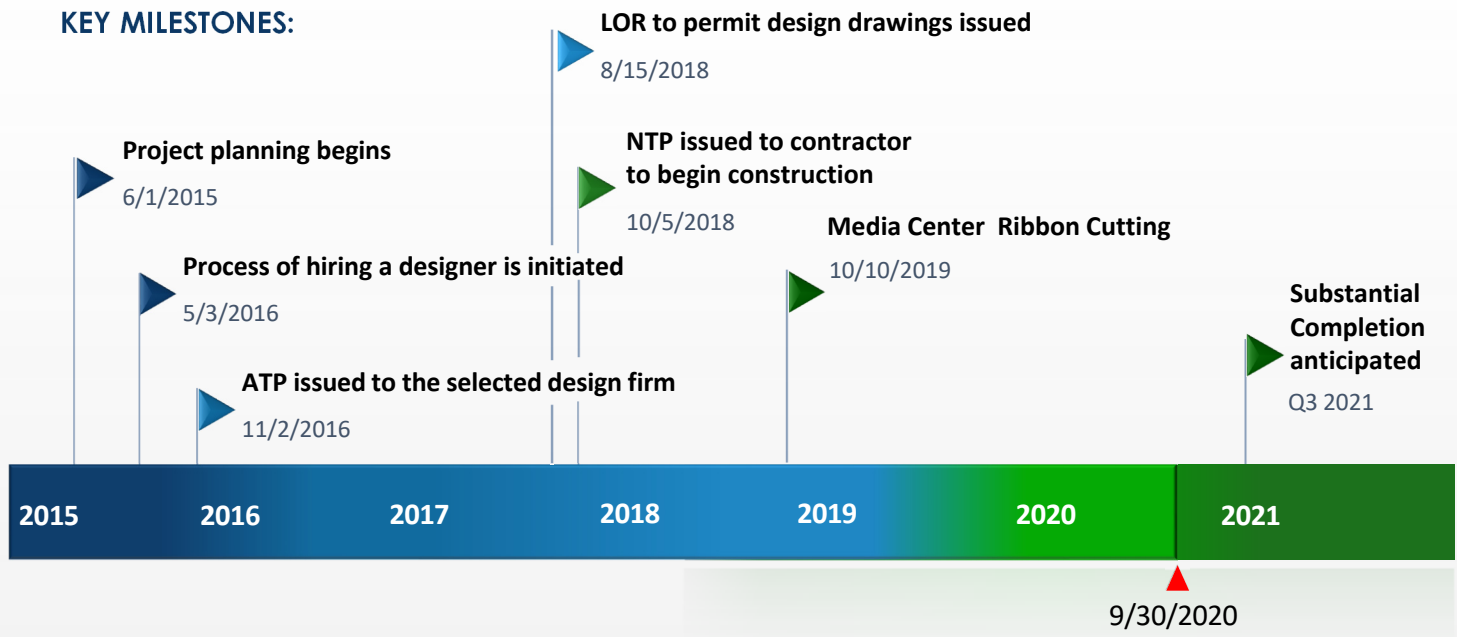 KEY MILESTONES:
LOR to permit design drawings issued
8/15/2018
Project planning begins
6/1/2015
NTP issued to contractor
to begin construction
10/5/2018
Media Center Ribbon Cutting
10/10/2019
Process of hiring a designer is initiated
5/3/2016
Substantial
Completion
anticipated
Q3 2021
ATP issued to the selected design firm
11/2/2016
2015 2016 2017 2018 2019 2020 2021
9/30/2020